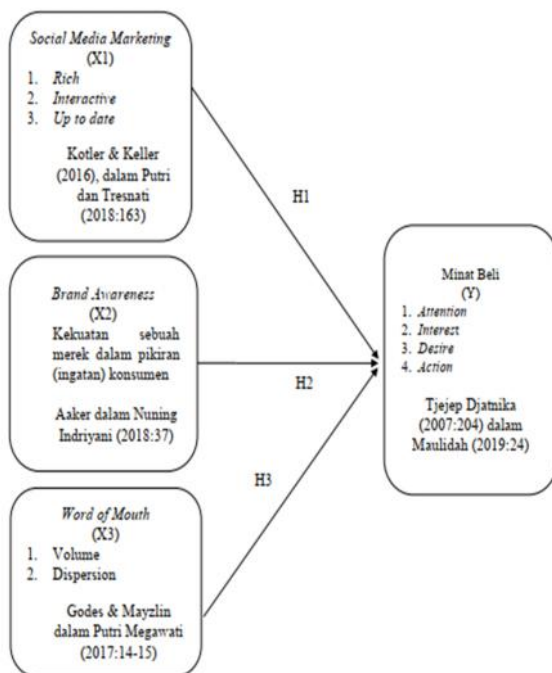 Social Media Marketing
(X1)
1. Rich
2. Interactive
3. Up to date
Kotler & Keller
(2016), dalam Putri
dan Tresnati
(2018:163)
H1
Brand Awareness
(X2)
Kekuatan sebuah
merek dalam pikiran
(ingatan) konsumen
Aaker dalam Nuning
Indriyani (2018:37)
H2
Word of Mouth
(X3)
1. Volume
2. Dispersion
Godes & Mayzlin
dalam Putri Megawati
(2017:14-15)
H3
Minat Beli
(Y)
1. Attention
2. Interest
3. Desire
4. Action
Tjejep Djatnika
(2007:204) dalam
Maulidah (2019:24)